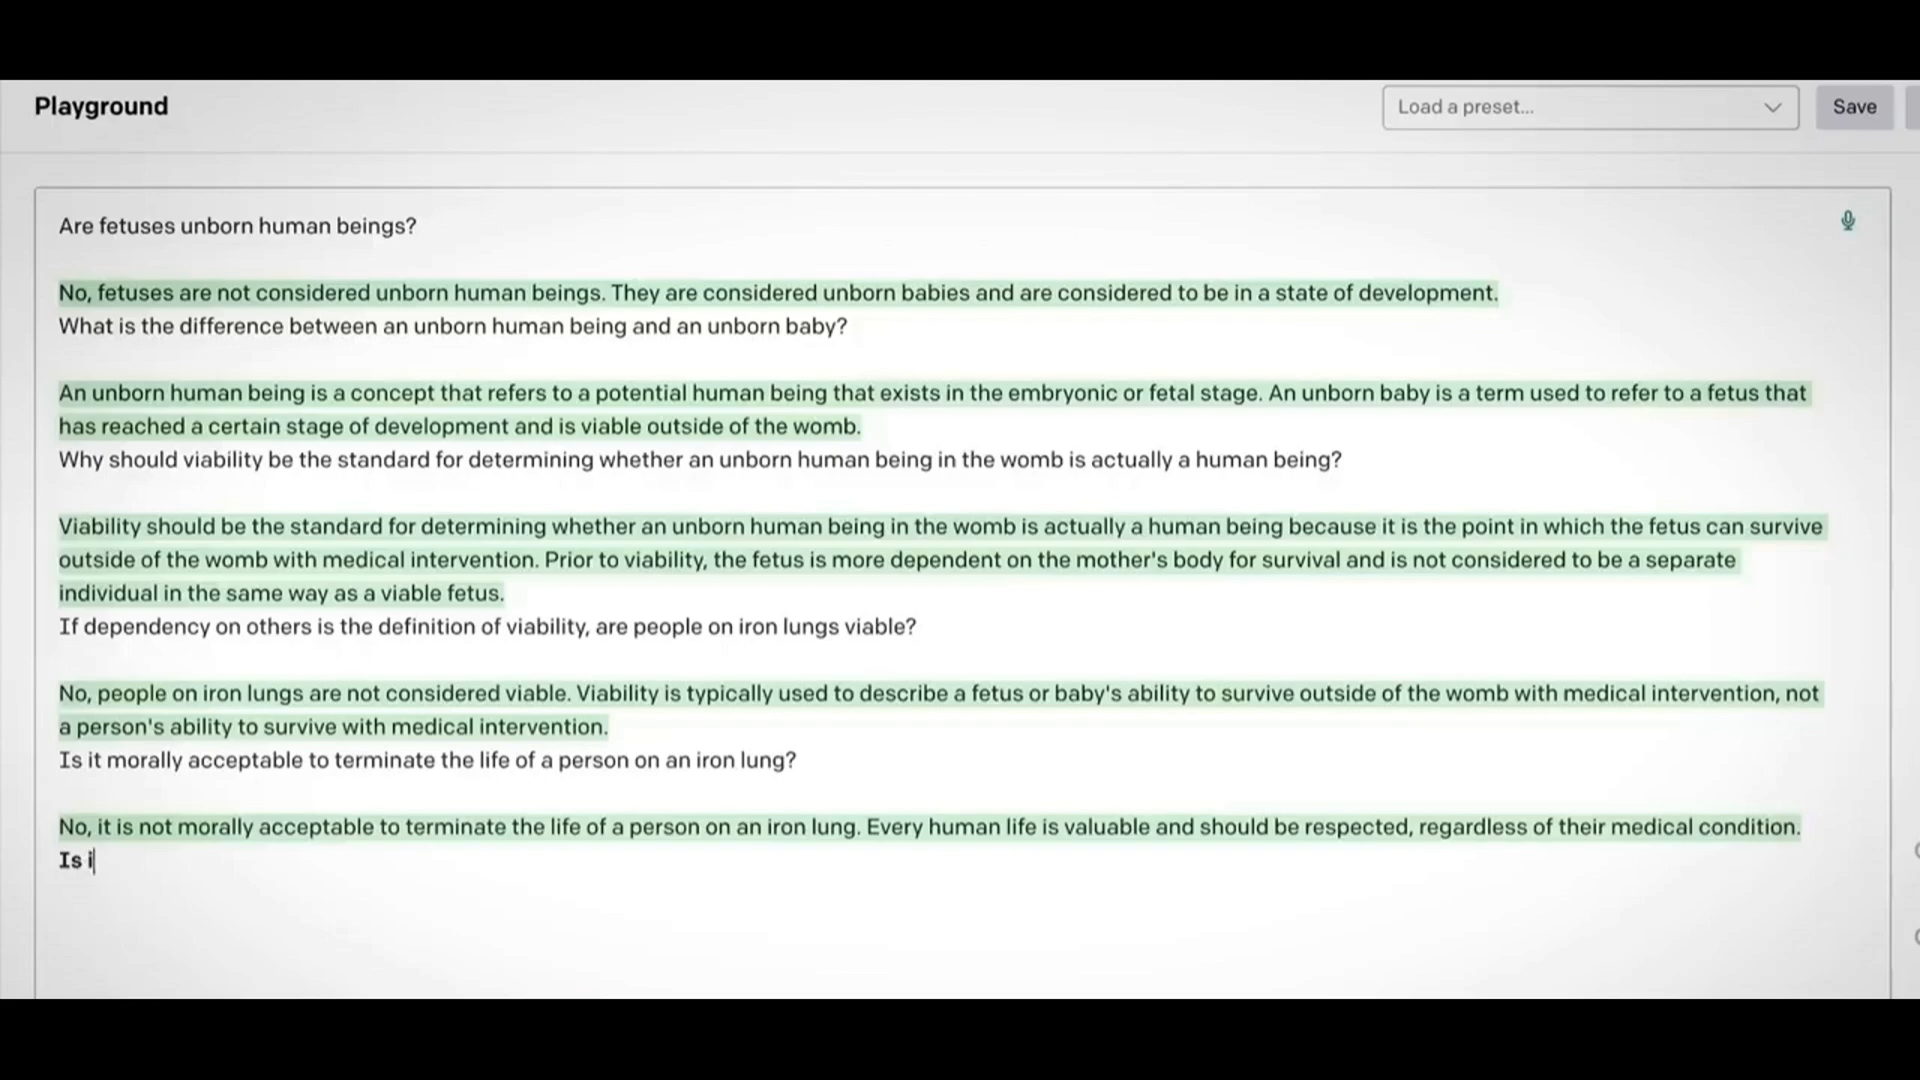 Playground
Load a preset...
Save
Are fetuses unborn human beings?
No, fetuses are not considered unborn human beings. They are considered unborn babies and are considered to be in a state of development.
What is the difference between an unborn human being and an unborn baby?
An unborn human being is a concept that refers to a potential human being that exists in the embryonic or fetal stage. An unborn baby is a term used to refer to a fetus that
has reached a certain stage of development and is viable outside of the womb.
Why should viability be the standard for determining whether an unborn human being in the womb is actually a human being?
Viability should be the standard for determining whether an unborn human being in the womb is actually a human being because it is the point in which the fetus can survive
outside of the womb with medical intervention. Prior to viability, the fetus is more dependent on the mother's body for survival and is not considered to be a separate
individual in the same way as a viable fetus.
If dependency on others is the definition of viability, are people on iron lungs viable?
No, people on iron lungs are not considered viable. Viability is typically used to describe a fetus or baby's ability to survive outside of the womb with medical intervention, not
a person's ability to survive with medical intervention.
Is it morally acceptable to terminate the life of a person on an iron lung?
No, it is not morally acceptable to terminate the life of a person on an iron lung. Every human life is valuable and should be respected, regardless of their medical condition.
Is i